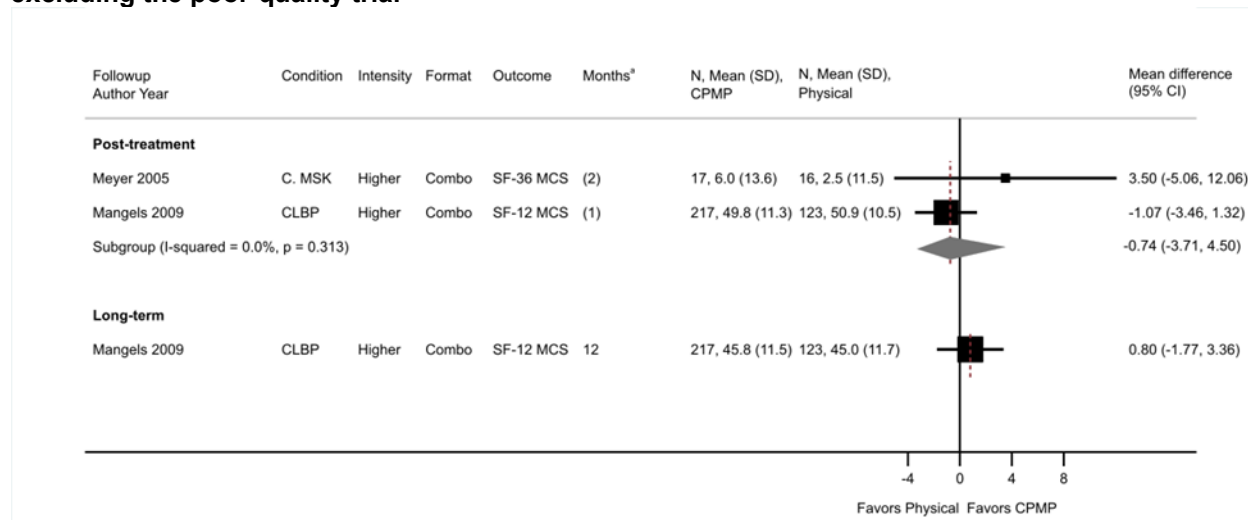 excluding the poor-quality trial
Followup Condition Intensity Format Outcome Monthsª N, Mean (SD), N, Mean (SD), Mean difference
Author Year CPMP Physical (95% CI)
Post-treatment
Meyer 2005 C. MSK Higher Combo SF-36 MCS (2) 17, 6.0 (13.6) 16, 2.5 (11.5) 3.50 (-5.06, 12.06)
Mangels 2009 CLBP Higher Combo SF-12 MCS (1) 217, 49.8 (11.3) 123, 50.9 (10.5) -1.07 (-3.46, 1.32)
Subgroup (I-squared = 0.0%, p = 0.313) -0.74 (-3.71, 4.50)
Long-term
Mangels 2009 CLBP Higher Combo SF-12 MCS 12 217, 45.8 (11.5) 123, 45.0 (11.7) 0.80 (-1.77, 3.36)
-4 0 4 8
Favors Physical Favors CPMP